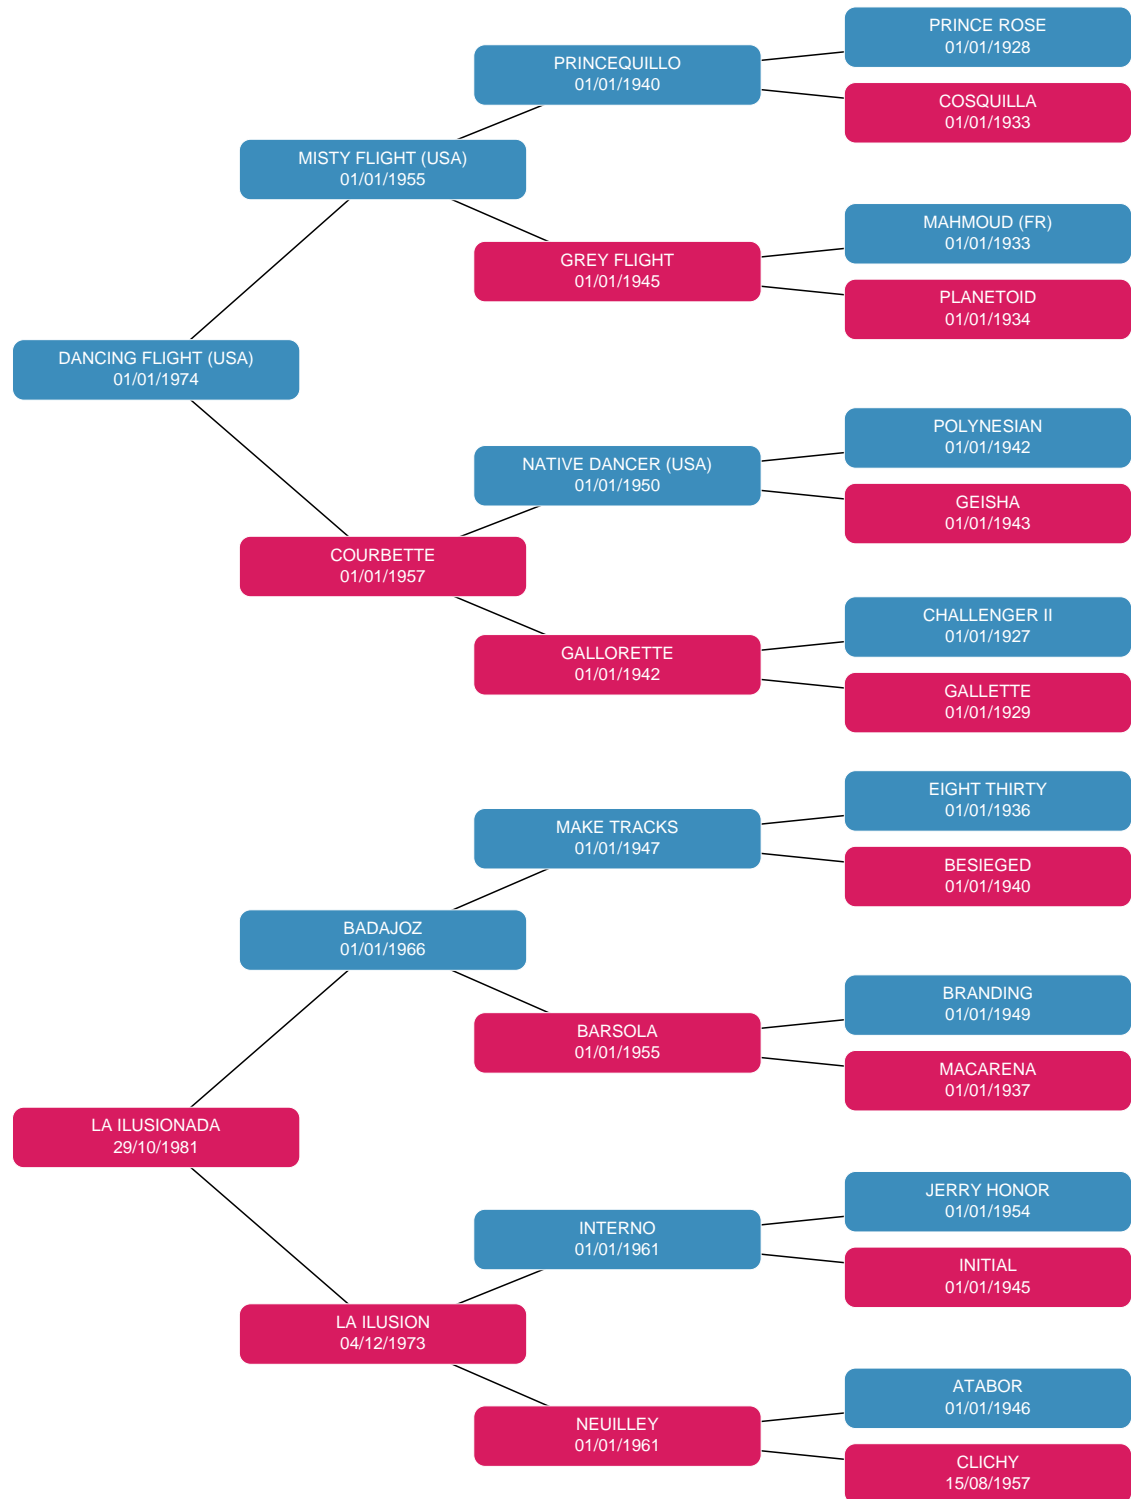 PRINCE ROSE
01/01/1928
PRINCEQUILLO
01/01/1940
COSQUILLA
01/01/1933
MISTY FLIGHT (USA)
01/01/1955
MAHMOUD (FR)
01/01/1933
GREY FLIGHT
01/01/1945
PLANETOID
01/01/1934
DANCING FLIGHT (USA)
01/01/1974
POLYNESIAN
01/01/1942
NATIVE DANCER (USA)
01/01/1950
GEISHA
01/01/1943
COURBETTE
01/01/1957
CHALLENGER II
01/01/1927
GALLORETTE
01/01/1942
GALLETTE
01/01/1929
EIGHT THIRTY
01/01/1936
MAKE TRACKS
01/01/1947
BESIEGED
01/01/1940
BADAJOZ
01/01/1966
BRANDING
01/01/1949
BARSOLA
01/01/1955
MACARENA
01/01/1937
LA ILUSIONADA
29/10/1981
JERRY HONOR
01/01/1954
INTERNO
01/01/1961
INITIAL
01/01/1945
LA ILUSION
04/12/1973
ATABOR
01/01/1946
NEUILLEY
01/01/1961
CLICHY
15/08/1957